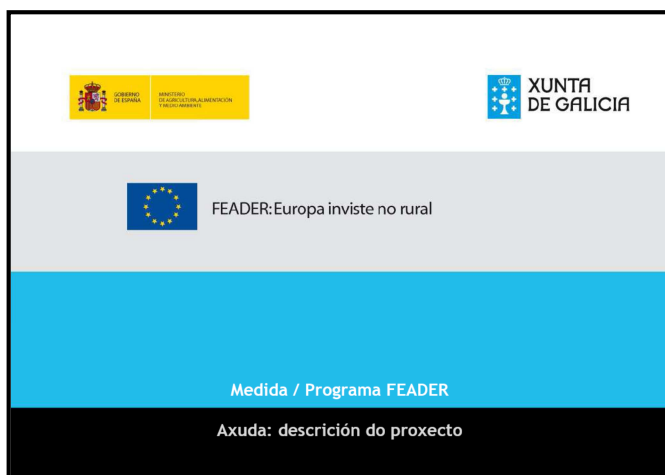 GOBIERNO
DE ESPAÑA
MINISTERIO
DE AGRICULTURA, ALIMENTACIÓN
Y MEDIO AMBIENTE
XUNTA
DE GALICIA
FEADER: Europa inviste no rural
Medida / Programa FEADER
Axuda: descrición do proxecto